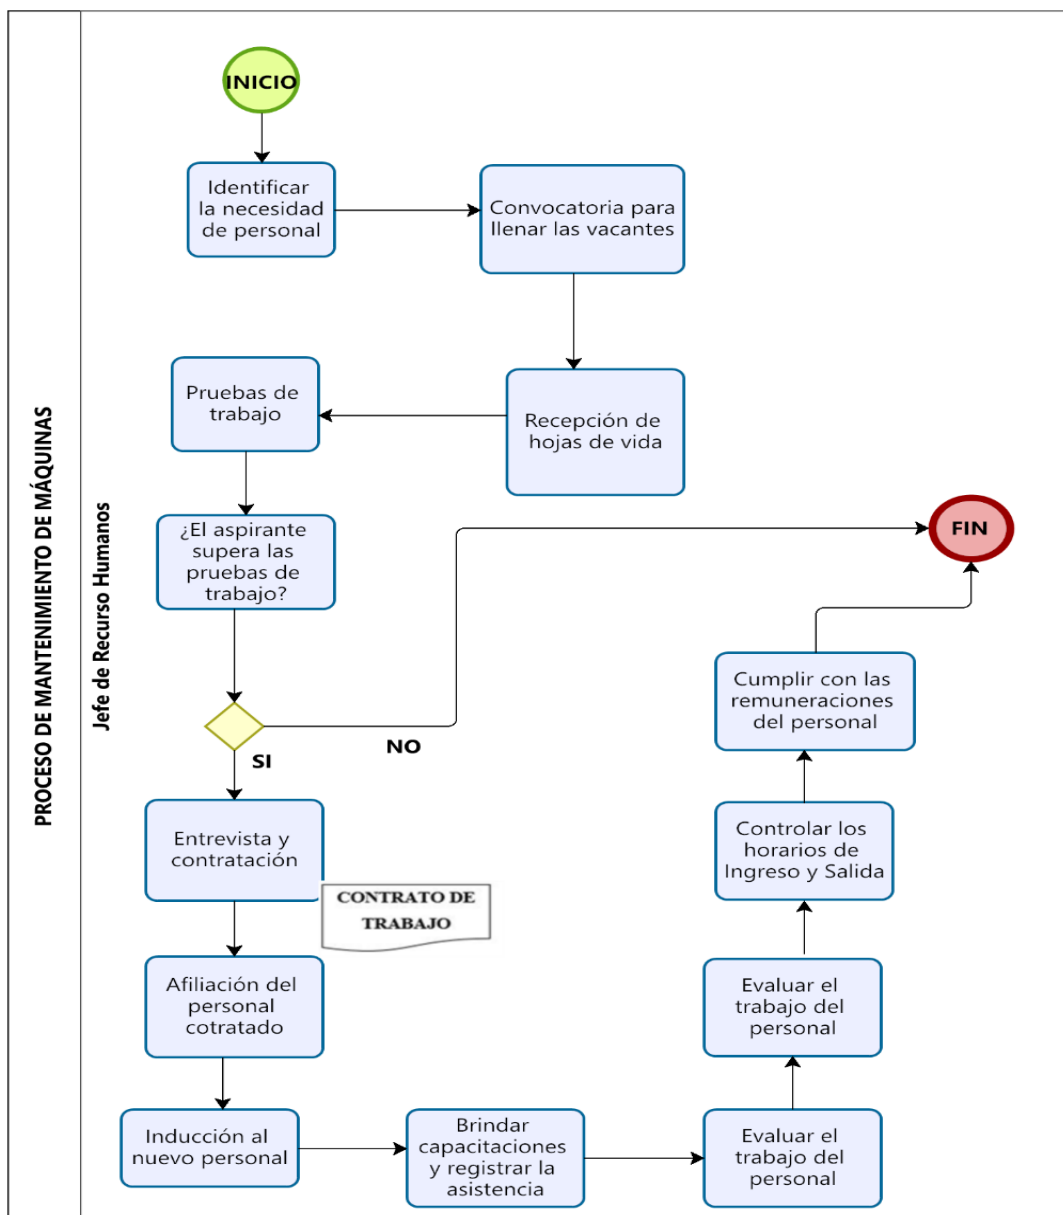 PROCESO DE MANTENIMIENTO DE MÁQUINAS
Jefe de Recurso Humanos
INICIO
Identificar
la necesidad
de personal
Convocatoria para
llenar las vacantes
Recepción de
hojas de vida
Pruebas de
trabajo
¿El aspirante
supera las
pruebas de
trabajo?
NO
FIN
SI
Entrevista y
contratación
CONTRATO DE
TRABAJO
Afiliación del
personal
cotratado
Inducción al
nuevo personal
Brindar
capacitaciones
y registrar la
asistencia
Evaluar el
trabajo del
personal
Evaluar el
trabajo del
personal
Controlar los
horarios de
Ingreso y Salida
Cumplir con las
remuneraciones
del personal